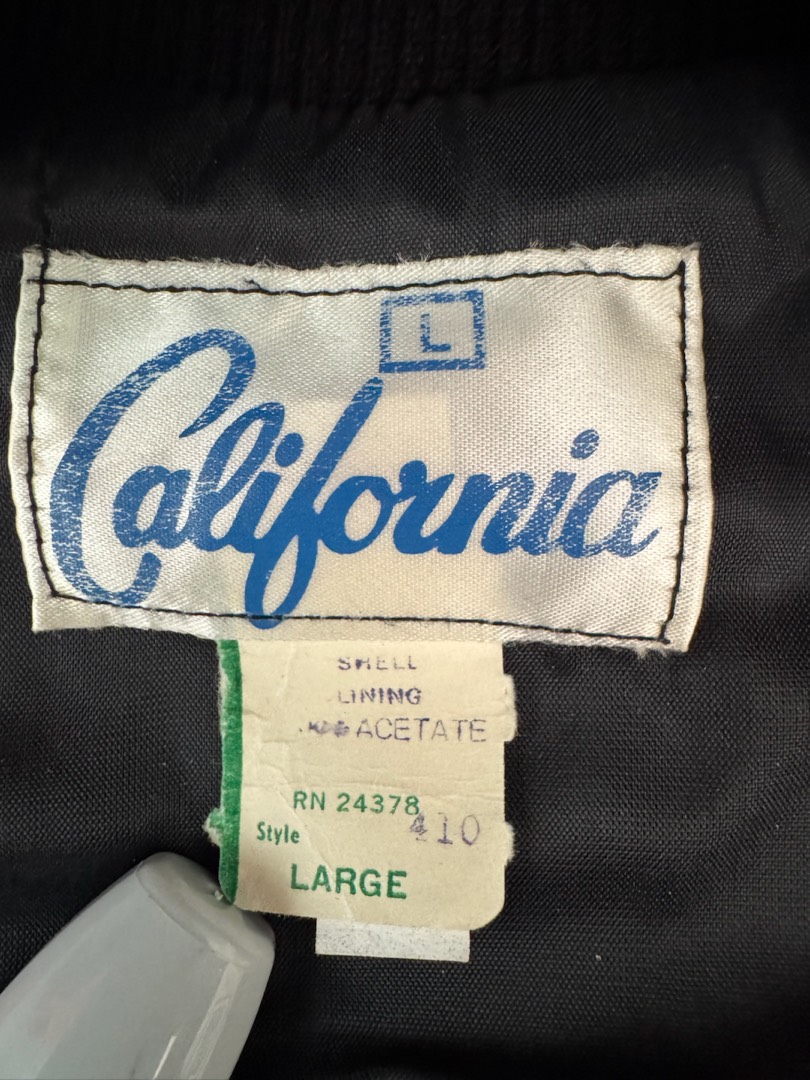 L
California
SHELL
LINING
ACETATE
RN 24378
Style 410
LARGE